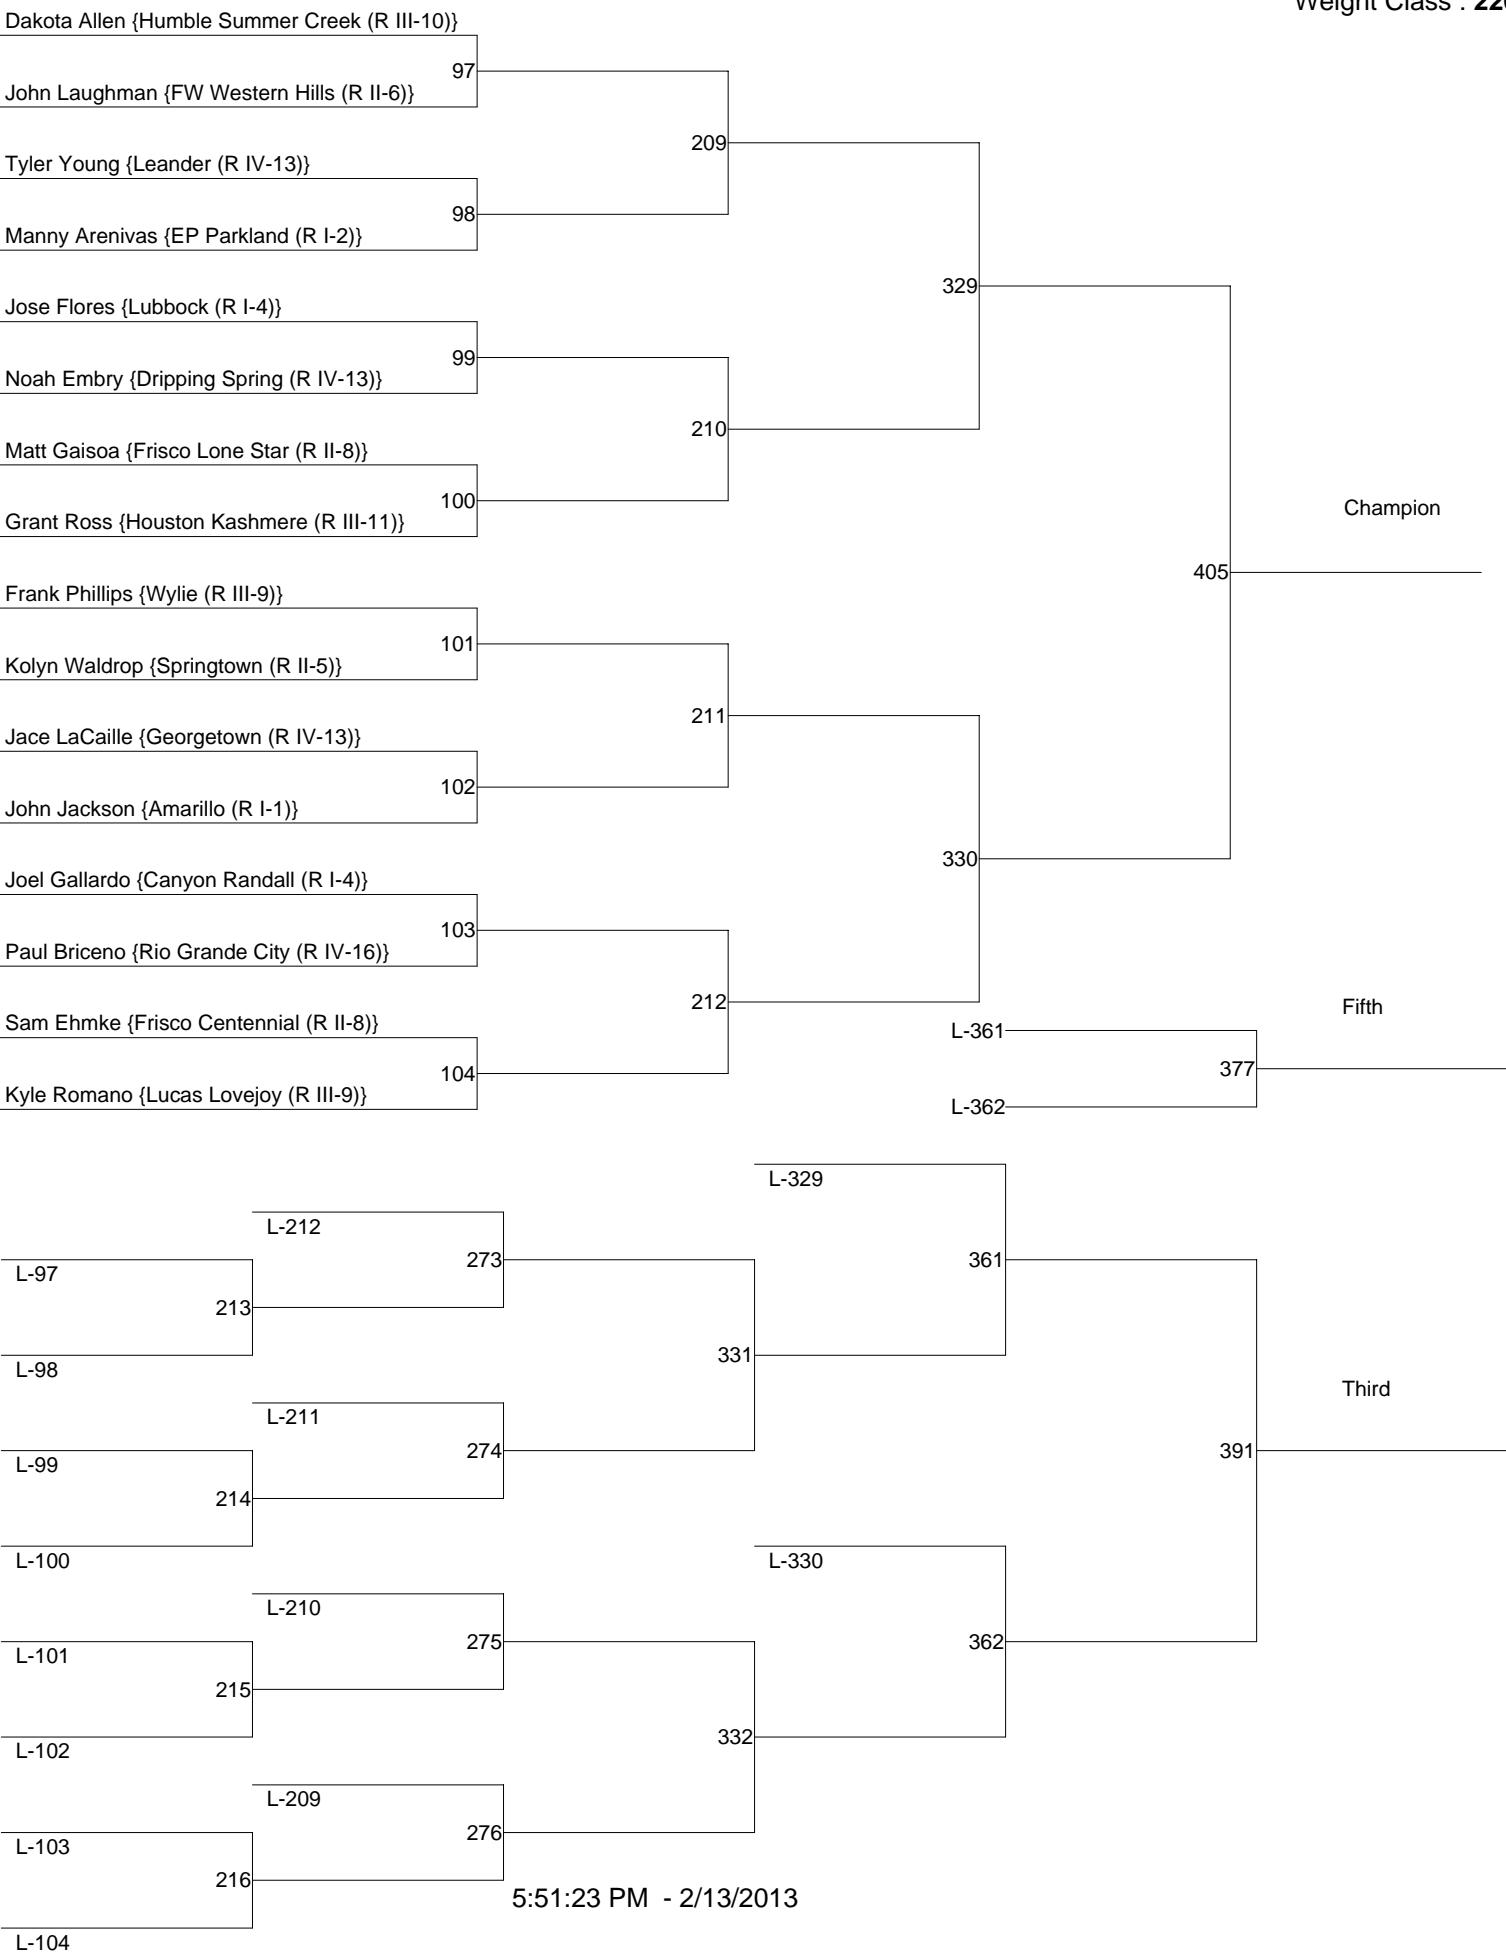 Weight Class :
Dakota Allen {Humble Summer Creek (R III-10)}
97
John Laughman {FW Western Hills (R II-6)}
209
Tyler Young {Leander (R IV-13)}
98
Manny Arenivas {EP Parkland (R I-2)}
329
Jose Flores {Lubbock (R I-4)}
99
Noah Embry {Dripping Spring (R IV-13)}
210
Matt Gaisoa {Frisco Lone Star (R II-8)}
100
Champion
Grant Ross {Houston Kashmere (R III-11)}
405
Frank Phillips {Wylie (R III-9)}
101
Kolyn Waldrop {Springtown (R II-5)}
211
Jace LaCaille {Georgetown (R IV-13)}
102
John Jackson {Amarillo (R I-1)}
330
Joel Gallardo {Canyon Randall (R I-4)}
103
Paul Briceno {Rio Grande City (R IV-16)}
212
Fifth
Sam Ehmke {Frisco Centennial (R II-8)}
L-361
377
104
Kyle Romano {Lucas Lovejoy (R III-9)}
L-362
L-329
L-212
273
361
L-97
213
331
L-98
Third
L-211
274
391
L-99
214
L-100
L-330
L-210
275
362
L-101
215
332
L-102
L-209
276
L-103
216
5:51:23 PM - 2/13/2013
L-104